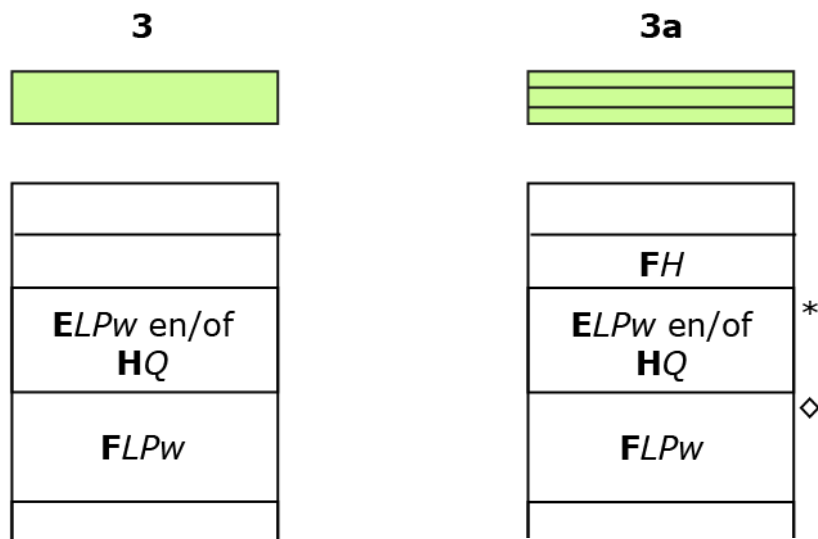 3
3a
FH
ELPw en/of
HQ
ELPw en/of
HQ
*
◇
FLPw
FLPw